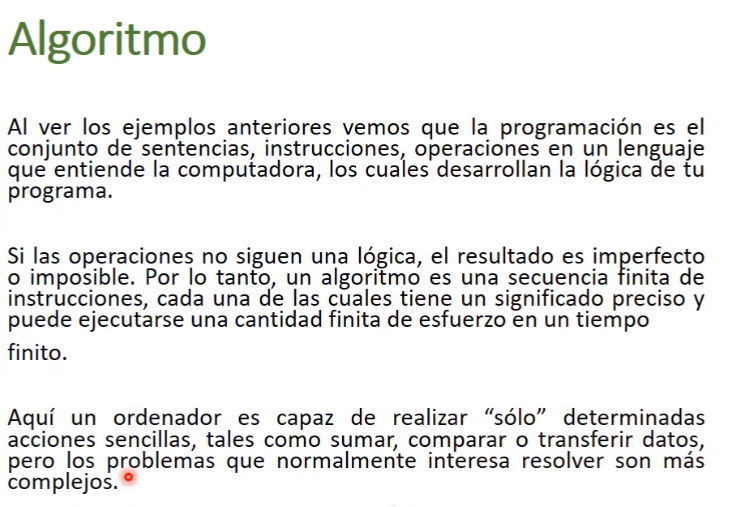 Algoritmo
Al ver los ejemplos anteriores vemos que la programación es el
conjunto de sentencias, instrucciones, operaciones en un lenguaje
que entiende la computadora, los cuales desarrollan la lógica de tu
programa.
Si las operaciones no siguen una lógica, el resultado es imperfecto
o imposible. Por lo tanto, un algoritmo es una secuencia finita de
instrucciones, cada una de las cuales tiene un significado preciso y
puede ejecutarse una cantidad finita de esfuerzo en un tiempo
finito.
Aquí un ordenador es capaz de realizar “sólo” determinadas
acciones sencillas, tales como sumar, comparar o transferir datos,
pero los problemas que normalmente interesa resolver son más
complejos.